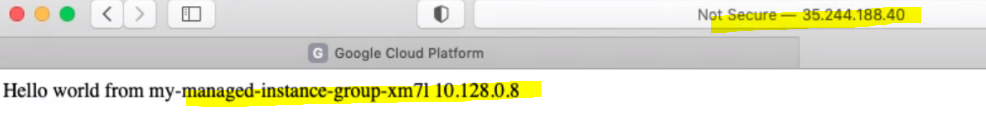 Not Secure — 35.244.188.40
G Google Cloud Platform
Hello world from my-managed-instance-group-xm7l 10.128.0.8